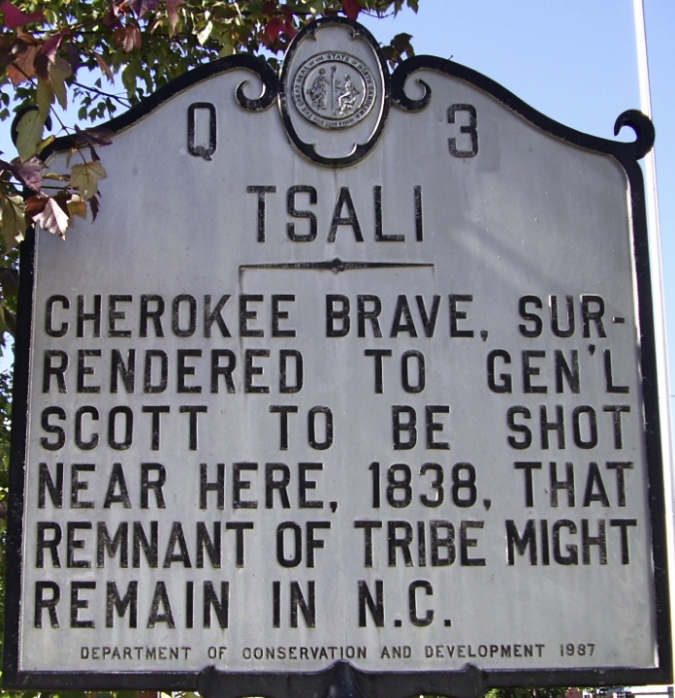 Q 3
TSALI
CHEROKEE BRAVE, SUR-
RENDERED TO GEN'L
SCOTT TO BE SHOT
NEAR HERE, 1838, THAT
REMNANT OF TRIBE MIGHT
REMAIN IN N.C.
DEPARTMENT OF CONSERVATION AND DEVELOPMENT 1937